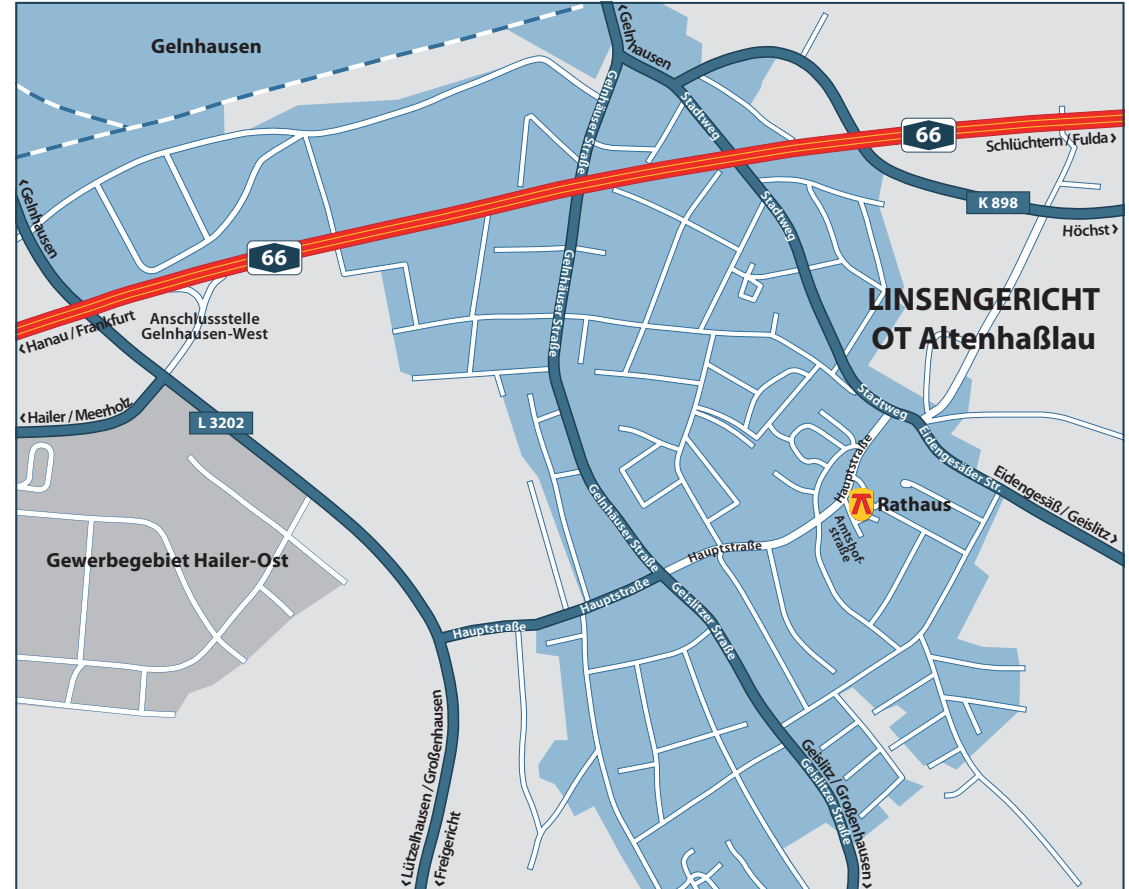 Gelnhausen
‹Gelnhausen
Gelnhäuser Straße
Stadtweg
66
Schlüchtern / Fulda ›
K 898
Höchst ›
‹Gelnhausen
Stadtweg
Gelnhäuser Straße
66
LINSENGERICHT
OT Altenhaßlau
Anschlussstelle
Gelnhausen-West
‹Hanau / Frankfurt
‹Hailer / Meerholz
L 3202
Stadtweg
Eidengesäßer Str.
Eidengesäß / Geislitz ›
Hauptstraße
Rathaus
Amtshof-
straße
Gelnhäuser Straße
Hauptstraße
Gewerbegebiet Hailer-Ost
Hauptstraße
Hauptstraße
Geislitzer Straße
‹Lützelhausen / Großenhausen
‹Freigericht
Geislitz / Großenhausen ›
Geislitzer Straße